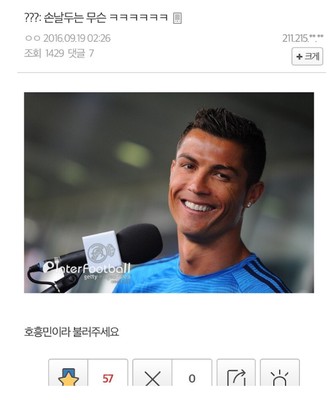 ???: 손날두는 무슨 ㅋㅋㅋㅋㅋㅋ
ㅇㅇ 2016.09.19 02:26
211.215.**.**
조회 1429 댓글 7
+ 크게
InterFootball
getty
호흥민이라 불러주세요
57
0